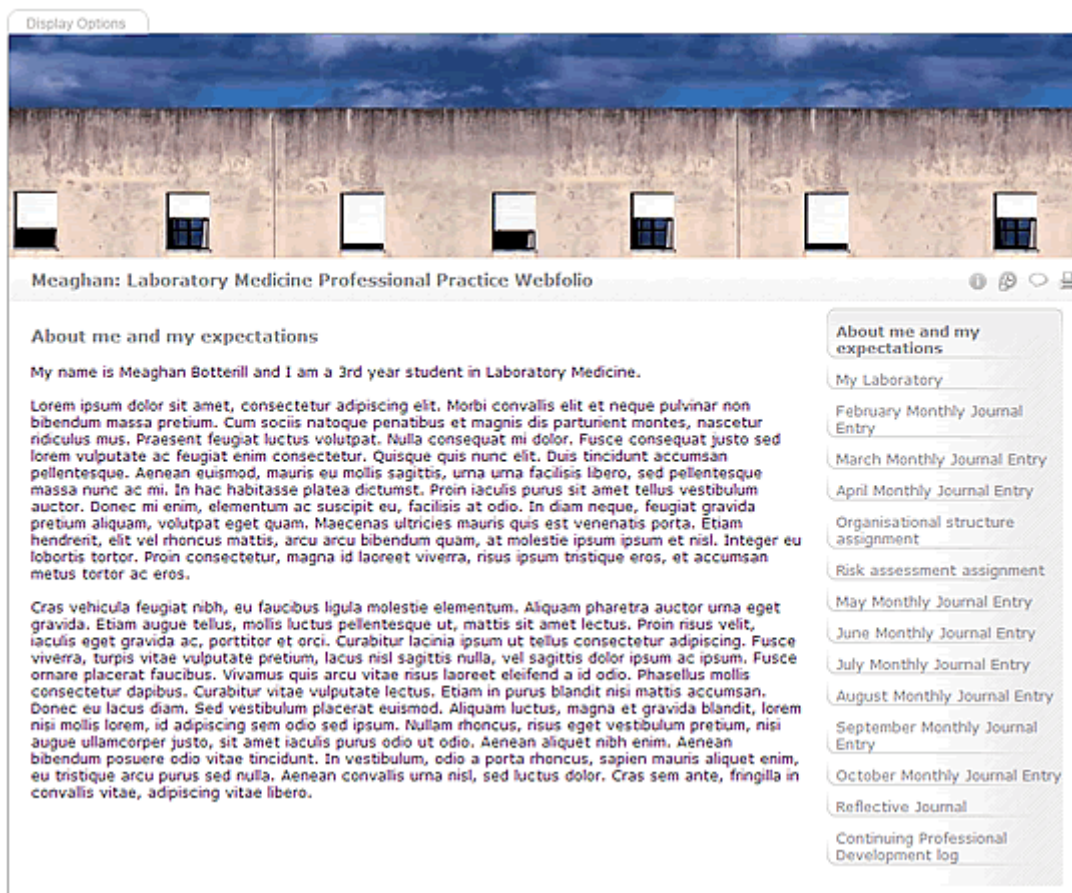 Display Options
Meaghan: Laboratory Medicine Professional Practice Webfolio
About me and my expectations
My name is Meaghan Botterill and I am a 3rd year student in Laboratory Medicine.
Lorem ipsum dolor sit amet, consectetur adipiscing elit. Morbi convallis elit et neque pulvinar non
bibendum massa pretium. Cum sociis natoque penatibus et magnis dis parturient montes, nascetur
ridiculus mus. Praesent feugiat luctus volutpat. Nulla consequat mi dolor. Fusce consequat justo sed
lorem vulputate ac feugiat enim consectetur. Quisque quis nunc elit. Duis tincidunt accumsan
pellentesque. Aenean euismod, mauris eu mollis sagittis, urna urna facilisis libero, sed pellentesque
massa nunc ac mi. In hac habitasse platea dictumst. Proin iaculis purus sit amet tellus vestibulum
auctor. Donec mi enim, elementum ac suscipit eu, facilisis at odio. In diam neque, feugiat gravida
pretium aliquam, volutpat eget quam. Maecenas ultricies mauris quis est venenatis porta. Etiam
hendrerit, elit vel rhoncus mattis, arcu arcu bibendum quam, at molestie ipsum ipsum et nisl. Integer eu
lobortis tortor. Proin consectetur, magna id laoreet viverra, risus ipsum tristique eros, et accumsan
metus tortor ac eros.
Cras vehicula feugiat nibh, eu faucibus ligula molestie elementum. Aliquam pharetra auctor urna eget
gravida. Etiam augue tellus, mollis luctus pellentesque ut, mattis sit amet lectus. Proin risus velit,
iaculis eget gravida ac, porttitor et orci. Curabitur lacinia ipsum ut tellus consectetur adipiscing. Fusce
viverra, turpis vitae vulputate pretium, lacus nisl sagittis nulla, vel sagittis dolor ipsum ac ipsum. Fusce
ornare placerat faucibus. Vivamus quis arcu vitae risus laoreet eleifend a id odio. Phasellus mollis
consectetur dapibus. Curabitur vitae vulputate lectus. Etiam in purus blandit nisi mattis accumsan.
Donec eu lacus diam. Sed vestibulum placerat euismod. Aliquam luctus, magna et gravida blandit, lorem
nisi mollis lorem, id adipiscing sem odio sed ipsum. Nullam rhoncus, risus eget vestibulum pretium, nisi
augue ullamcorper justo, sit amet iaculis purus odio ut odio. Aenean aliquet nibh enim. Aenean
bibendum posuere odio vitae tincidunt. In vestibulum, odio a porta rhoncus, sapien mauris aliquet enim,
eu tristique arcu purus sed nulla. Aenean convallis urna nisl, sed luctus dolor. Cras sem ante, fringilla in
convallis vitae, adipiscing vitae libero.
About me and my
expectations
My Laboratory
February Monthly Journal
Entry
March Monthly Journal Entry
April Monthly Journal Entry
Organisational structure
assignment
Risk assessment assignment
May Monthly Journal Entry
June Monthly Journal Entry
July Monthly Journal Entry
August Monthly Journal Entry
September Monthly Journal
Entry
October Monthly Journal Entry
Reflective Journal
Continuing Professional
Development log